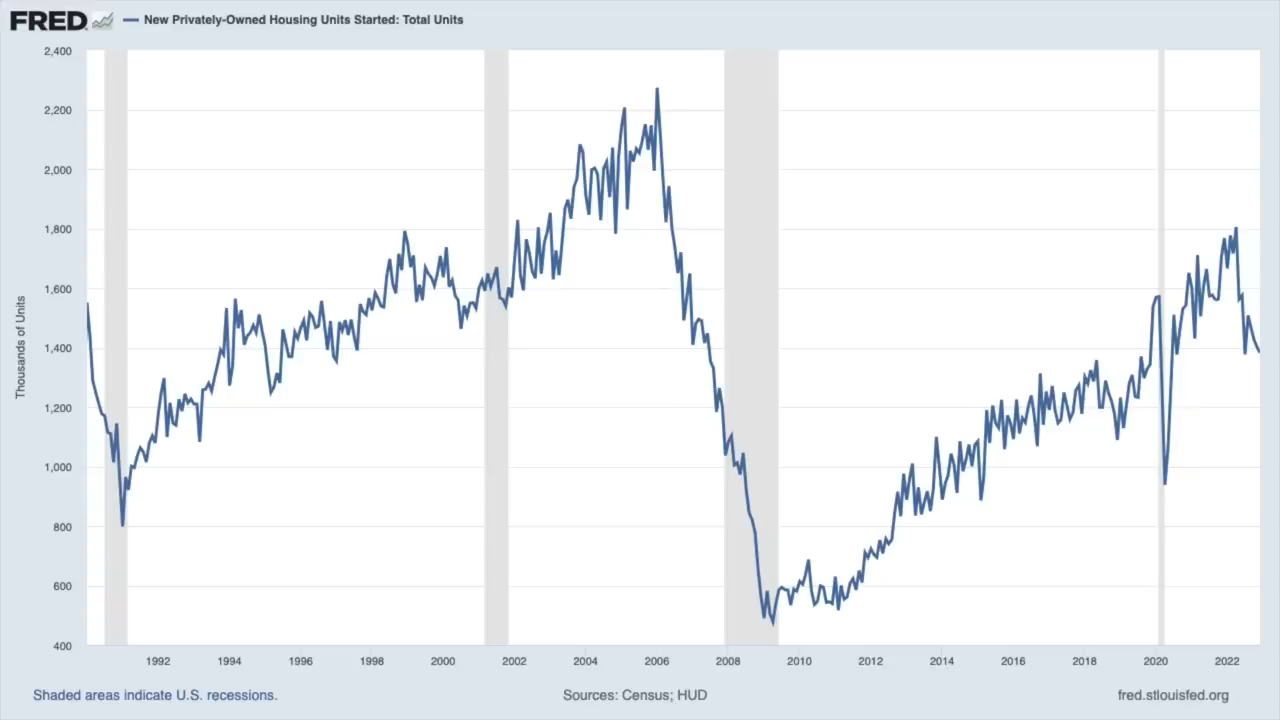 FRED
New Privately-Owned Housing Units Started: Total Units
2,400
2,200
2,000
1,800
1,600
1,400
1,200
1,000
800
600
400
Thousands of Units
1992 1994 1996 1998 2000 2002 2004 2006 2008 2010 2012 2014 2016 2018 2020 2022
Shaded areas indicate U.S. recessions.
Sources: Census; HUD
fred.stlouisfed.org